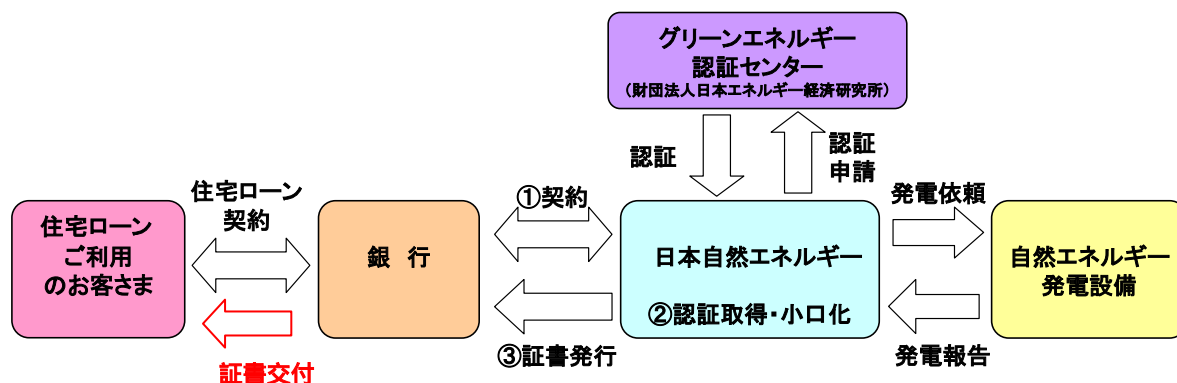 グリーンエネルギー
認証センター
（財団法人日本エネルギー経済研究所）
認証
認証
申請
住宅ローン
契約
①契約
発電依頼
住宅ローン
ご利用
のお客さま
銀 行
日本自然エネルギー
②認証取得・小口化
自然エネルギー
発電設備
証書交付
③証書発行
発電報告